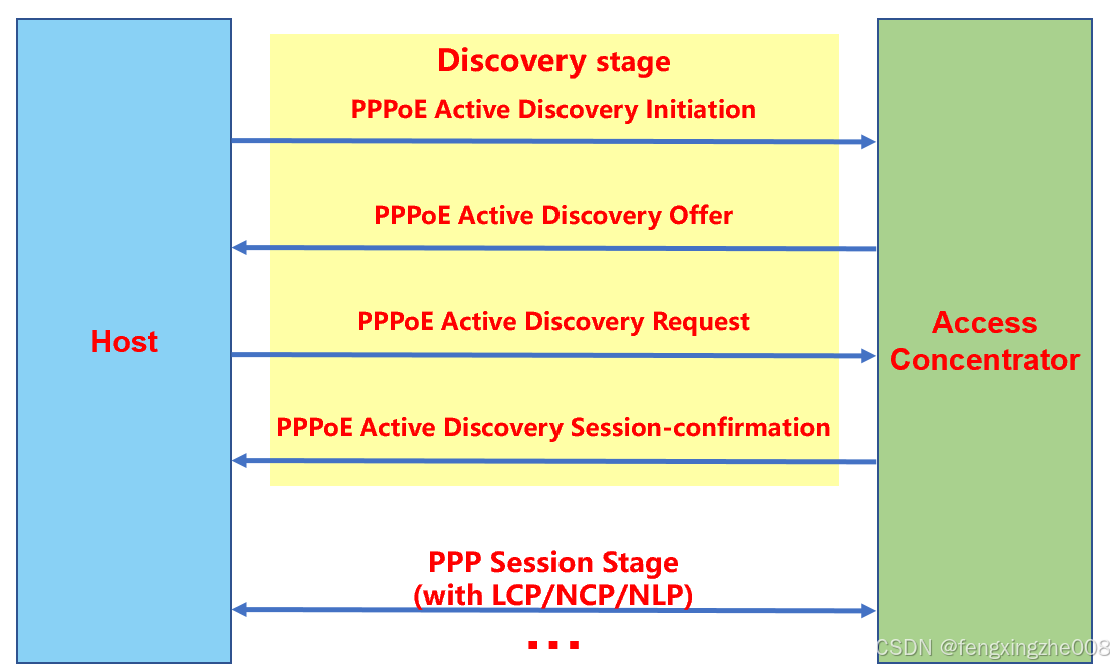 Discovery stage
PPPoE Active Discovery Initiation
PPPoE Active Discovery Offer
Host
PPPoE Active Discovery Request
Access
Concentrator
PPPoE Active Discovery Session-confirmation
PPP Session Stage
(with LCP/NCP/NLP)
...
CSDN @fengxingzhe008